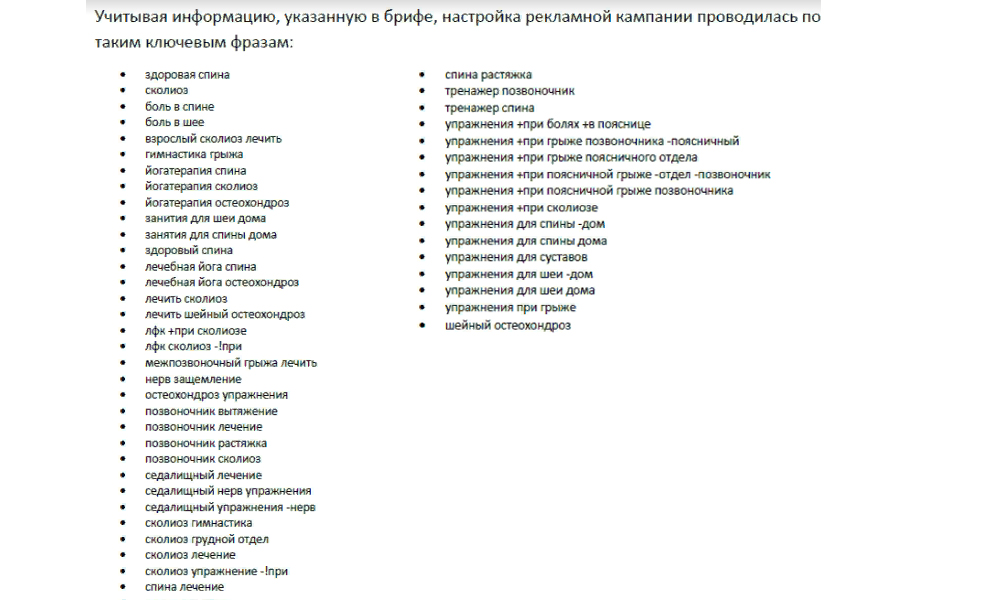 Учитывая информацию, указанную в брифе, настройка рекламной кампании проводилась по
таким ключевым фразам:
здоровая спина
сколиоз
боль в спине
боль в шее
взрослый сколиоз лечить
гимнастика грыжа
йогатерапия спина
йогатерапия сколиоз
йогатерапия остеохондроз
занития для шеи дома
занятия для спины дома
здоровый спина
лечебная йога спина
лечебная йога остеохондроз
лечить сколиоз
лечить шейный остеохондроз
лфк +при сколиозе
лфк сколиоз -!при
межпозвоночный грыжа лечить
нерв защемление
остеохондроз упражнения
позвоночник вытяжение
позвоночник лечение
позвоночник растяжка
позвоночник сколиоз
седалищный лечение
седалищный нерв упражнения
седалищный упражнения -нерв
сколиоз гимнастика
сколиоз грудной отдел
сколиоз лечение
сколиоз упражнение -!при
спина лечение
спина растяжка
тренажер позвоночник
тренажер спина
упражнения +при болях +в пояснице
упражнения +при грыже позвоночника -поясничный
упражнения +при грыже поясничного отдела
упражнения +при поясничной грыже -отдел -позвоночник
упражнения +при поясничной грыже позвоночника
упражнения +при сколиозе
упражнения для спины -дом
упражнения для спины дома
упражнения для суставов
упражнения для шеи -дом
упражнения для шеи дома
упражнения при грыже
шейный остеохондроз